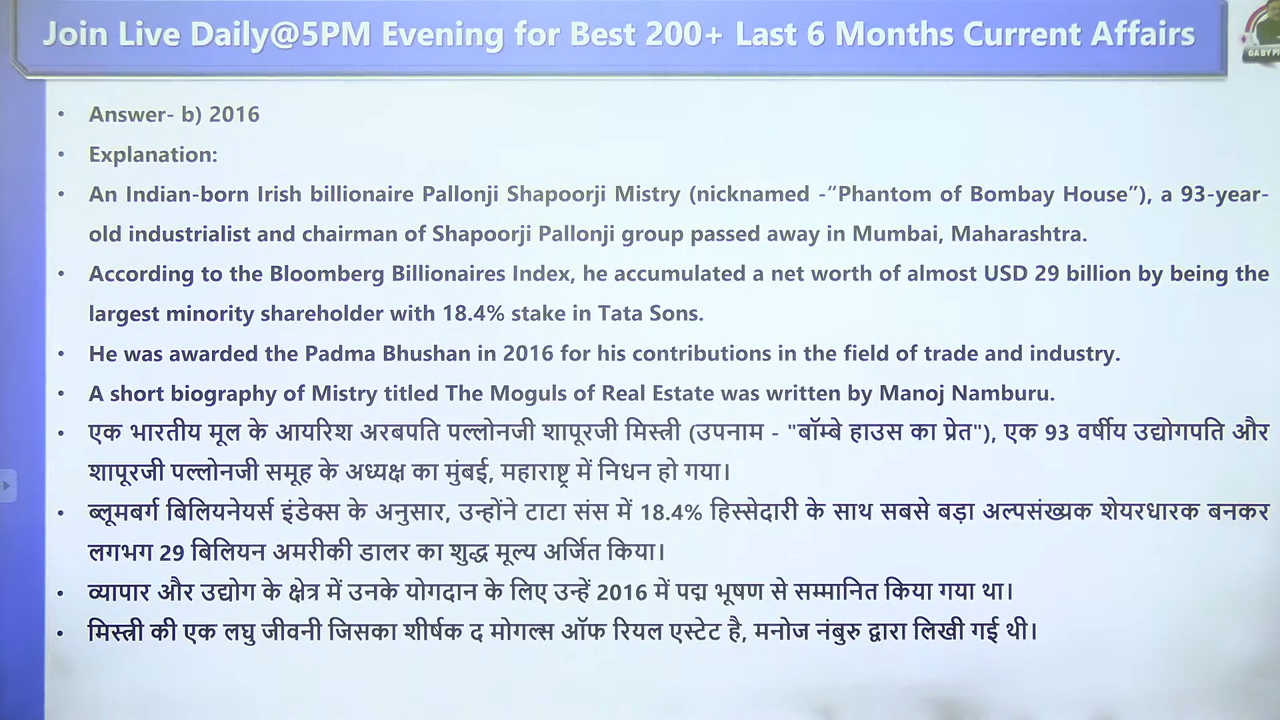 Join Live Daily@5PM Evening for Best 200+ Last 6 Months Current Affairs
GA BY
• Answer- b) 2016
• Explanation:
• An Indian-born Irish billionaire Pallonji Shapoorji Mistry (nicknamed -“Phantom of Bombay House”), a 93-year-
old industrialist and chairman of Shapoorji Pallonji group passed away in Mumbai, Maharashtra.
• According to the Bloomberg Billionaires Index, he accumulated a net worth of almost USD 29 billion by being the
largest minority shareholder with 18.4% stake in Tata Sons.
• He was awarded the Padma Bhushan in 2016 for his contributions in the field of trade and industry.
• A short biography of Mistry titled The Moguls of Real Estate was written by Manoj Namburu.
• एक भारतीय मूल के आयरिश अरबपति पल्लोनजी शापूरजी मिस्त्री (उपनाम - "बॉम्बे हाउस का प्रेत"), एक 93 वर्षीय उद्योगपति और
शापूरजी पल्लोनजी समूह के अध्यक्ष का मुंबई, महाराष्ट्र में निधन हो गया।
• ब्लूमबर्ग बिलियनेयर्स इंडेक्स के अनुसार, उन्होंने टाटा संस में 18.4% हिस्सेदारी के साथ सबसे बड़ा अल्पसंख्यक शेयरधारक बनकर
लगभग 29 बिलियन अमरीकी डालर का शुद्ध मूल्य अर्जित किया।
• व्यापार और उद्योग के क्षेत्र में उनके योगदान के लिए उन्हें 2016 में पद्म भूषण से सम्मानित किया गया था।
• मिस्त्री की एक लघु जीवनी जिसका शीर्षक द मोगल्स ऑफ रियल एस्टेट है, मनोज नंबुरु द्वारा लिखी गई थी।